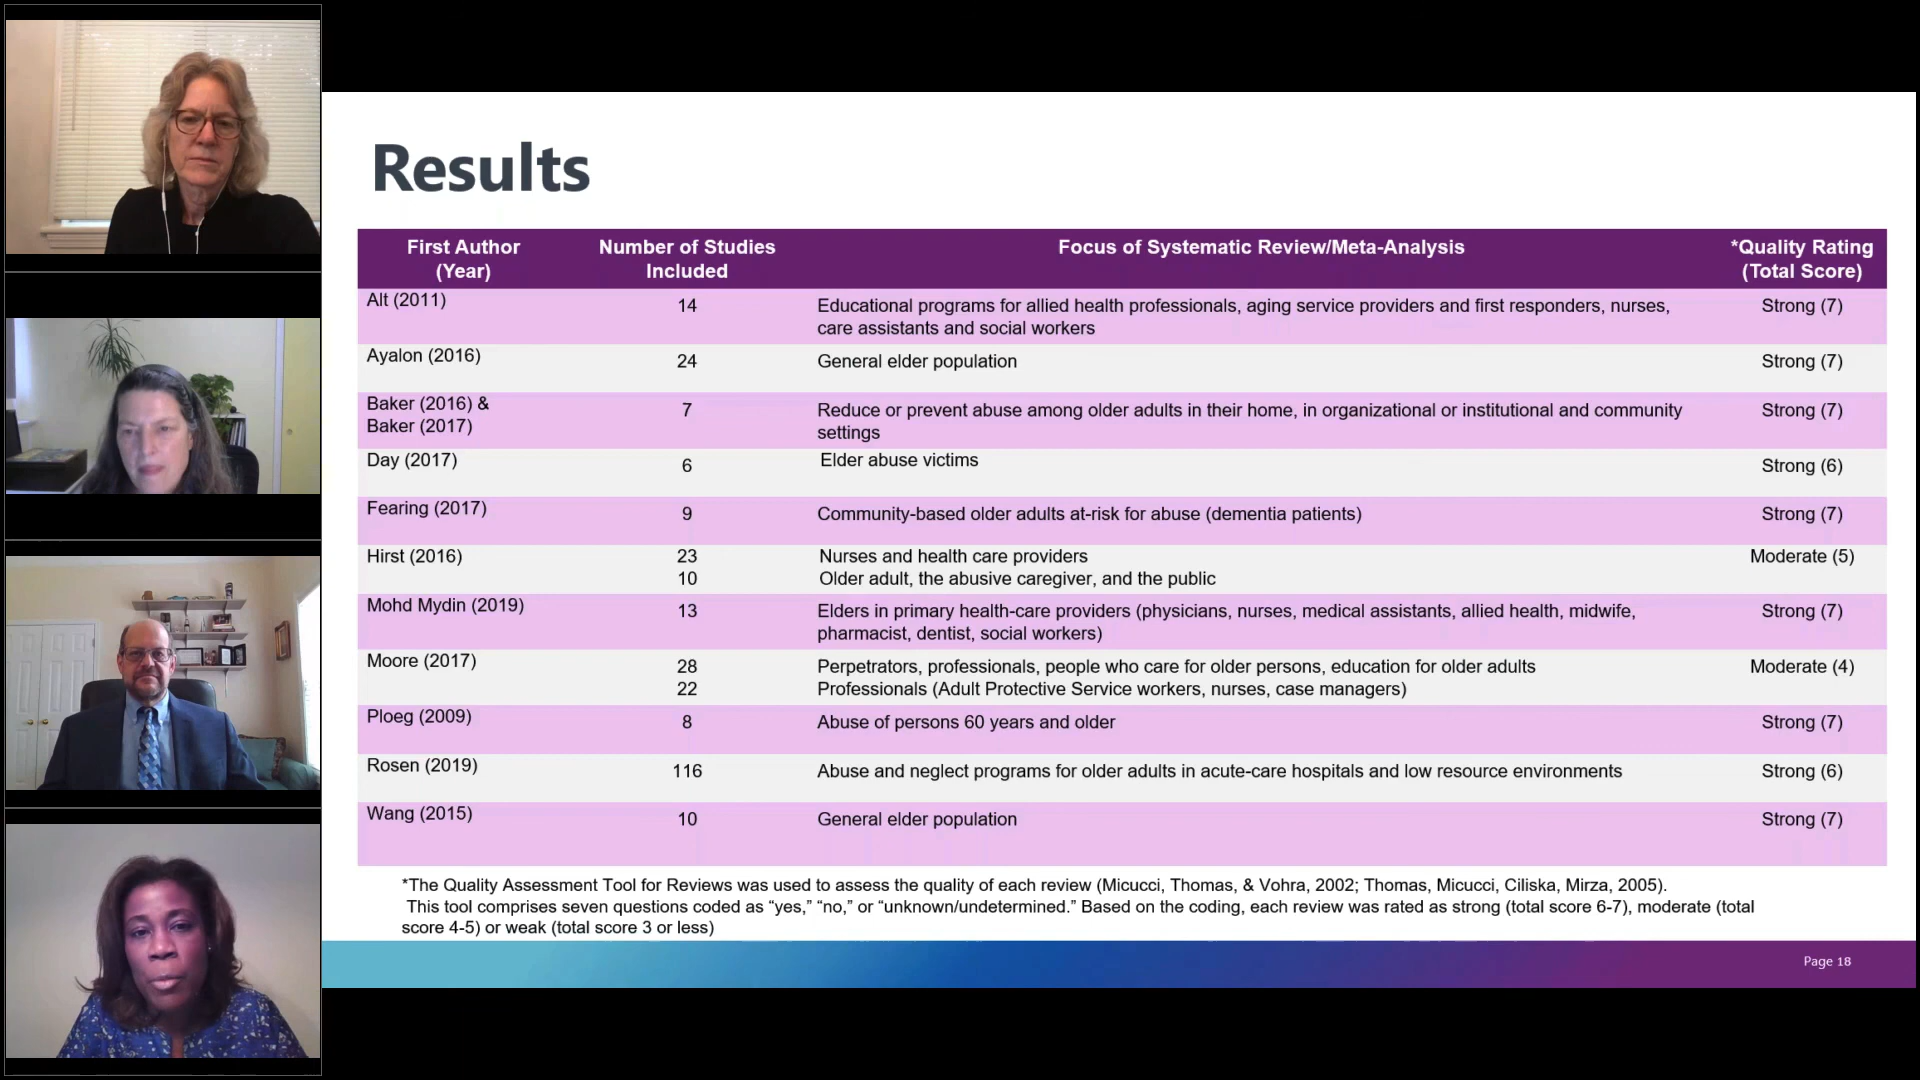 Results
First Author
(Year)
Number of Studies
Included
Focus of Systematic Review/Meta-Analysis
*Quality Rating
(Total Score)
Alt (2011)
14
Educational programs for allied health professionals, aging service providers and first responders, nurses,
care assistants and social workers
Strong (7)
Ayalon (2016)
24
General elder population
Strong (7)
Baker (2016) &
Baker (2017)
7
Reduce or prevent abuse among older adults in their home, in organizational or institutional and community
settings
Strong (7)
Day (2017)
6
Elder abuse victims
Strong (6)
Fearing (2017)
9
Community-based older adults at-risk for abuse (dementia patients)
Strong (7)
Hirst (2016)
23
Nurses and health care providers
Moderate (5)
10
Older adult, the abusive caregiver, and the public
Mohd Mydin (2019)
13
Elders in primary health-care providers (physicians, nurses, medical assistants, allied health, midwife,
pharmacist, dentist, social workers)
Strong (7)
Moore (2017)
28
Perpetrators, professionals, people who care for older persons, education for older adults
Moderate (4)
22
Professionals (Adult Protective Service workers, nurses, case managers)
Ploeg (2009)
8
Abuse of persons 60 years and older
Strong (7)
Rosen (2019)
116
Abuse and neglect programs for older adults in acute-care hospitals and low resource environments
Strong (6)
Wang (2015)
10
General elder population
Strong (7)
*The Quality Assessment Tool for Reviews was used to assess the quality of each review (Micucci, Thomas, & Vohra, 2002; Thomas, Micucci, Ciliska, Mirza, 2005).
This tool comprises seven questions coded as “yes,” “no,” or “unknown/undetermined.” Based on the coding, each review was rated as strong (total score 6-7), moderate (total
score 4-5) or weak (total score 3 or less)
Page 18